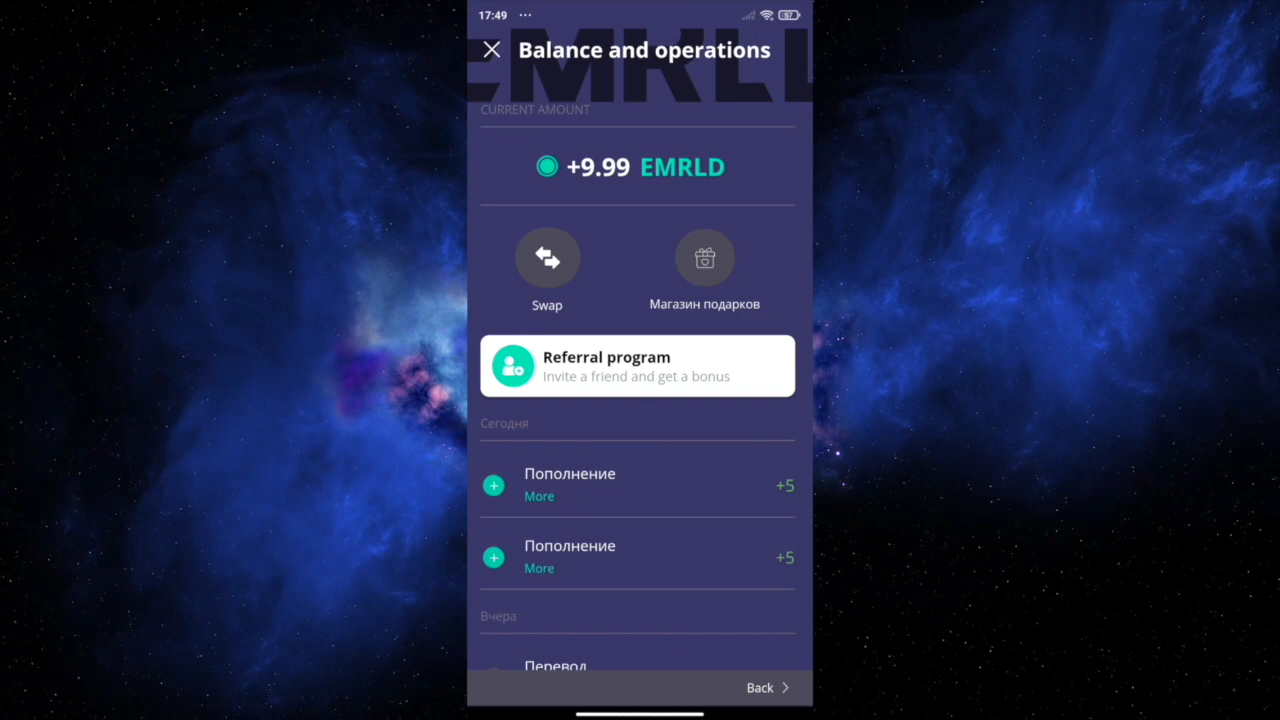 17:49 ...
57
Balance and operations
EMRLD
CURRENT AMOUNT
+9.99 EMRLD
Swap
Магазин подарков
Referral program
Invite a friend and get a bonus
Сегодня
Пополнение
+5
More
Пополнение
+5
More
Вчера
Перевод
Back